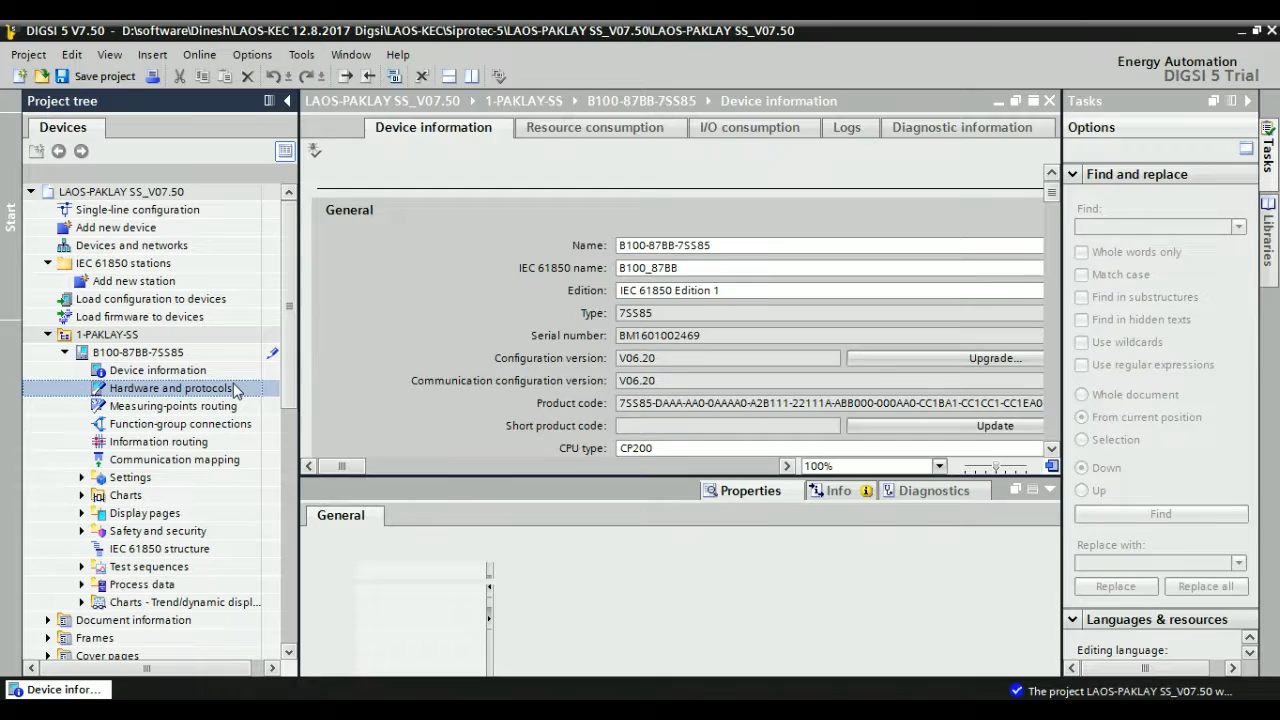 DIGSI 5 V7.50 - D:\software\Dinesh\LAOS-KEC 12.8.2017 Digsi\LAOS-KEC\Siprotec-5\LAOS-PAKLAY SS_V07.50\LAOS-PAKLAY SS_V07.50
Project Edit View Insert Online Options Tools Window Help
Energy Automation
DIGSI 5 Trial
Save project
Project tree
LAOS-PAKLAY SS_V07.50 › 1-PAKLAY-SS › B100-87BB-7SS85 › Device information
Tasks
Devices
Device information Resource consumption I/O consumption Logs Diagnostic information
Options
Start
Tasks
Libraries
LAOS-PAKLAY SS_V07.50
Single-line configuration
Add new device
Devices and networks
IEC 61850 stations
Add new station
Load configuration to devices
Load firmware to devices
1-PAKLAY-SS
B100-87BB-7SS85
Device information
Hardware and protocols
Measuring-points routing
Function-group connections
Information routing
Communication mapping
Settings
Charts
Display pages
Safety and security
IEC 61850 structure
Test sequences
Process data
Charts - Trend/dynamic displ...
Document information
Frames
Cover pages
General
Name: B100-87BB-7SS85
IEC 61850 name: B100_87BB
Edition: IEC 61850 Edition 1
Type: 7SS85
Serial number: BM1601002469
Configuration version: V06.20 Upgrade...
Communication configuration version: V06.20
Product code: 7SS85-DAAA-AA0-0AAAA0-A2B111-22111A-ABB000-000AA0-CC1BA1-CC1CC1-CC1EA0
Short product code: Update
CPU type: CP200
100%
Properties Info Diagnostics
General
Find and replace
Find:
Whole words only
Match case
Find in substructures
Find in hidden texts
Use wildcards
Use regular expressions
Whole document
From current position
Selection
Down
Up
Find
Replace with:
Replace Replace all
Languages & resources
Editing language:
Device infor...
The project LAOS-PAKLAY SS_V07.50 w...